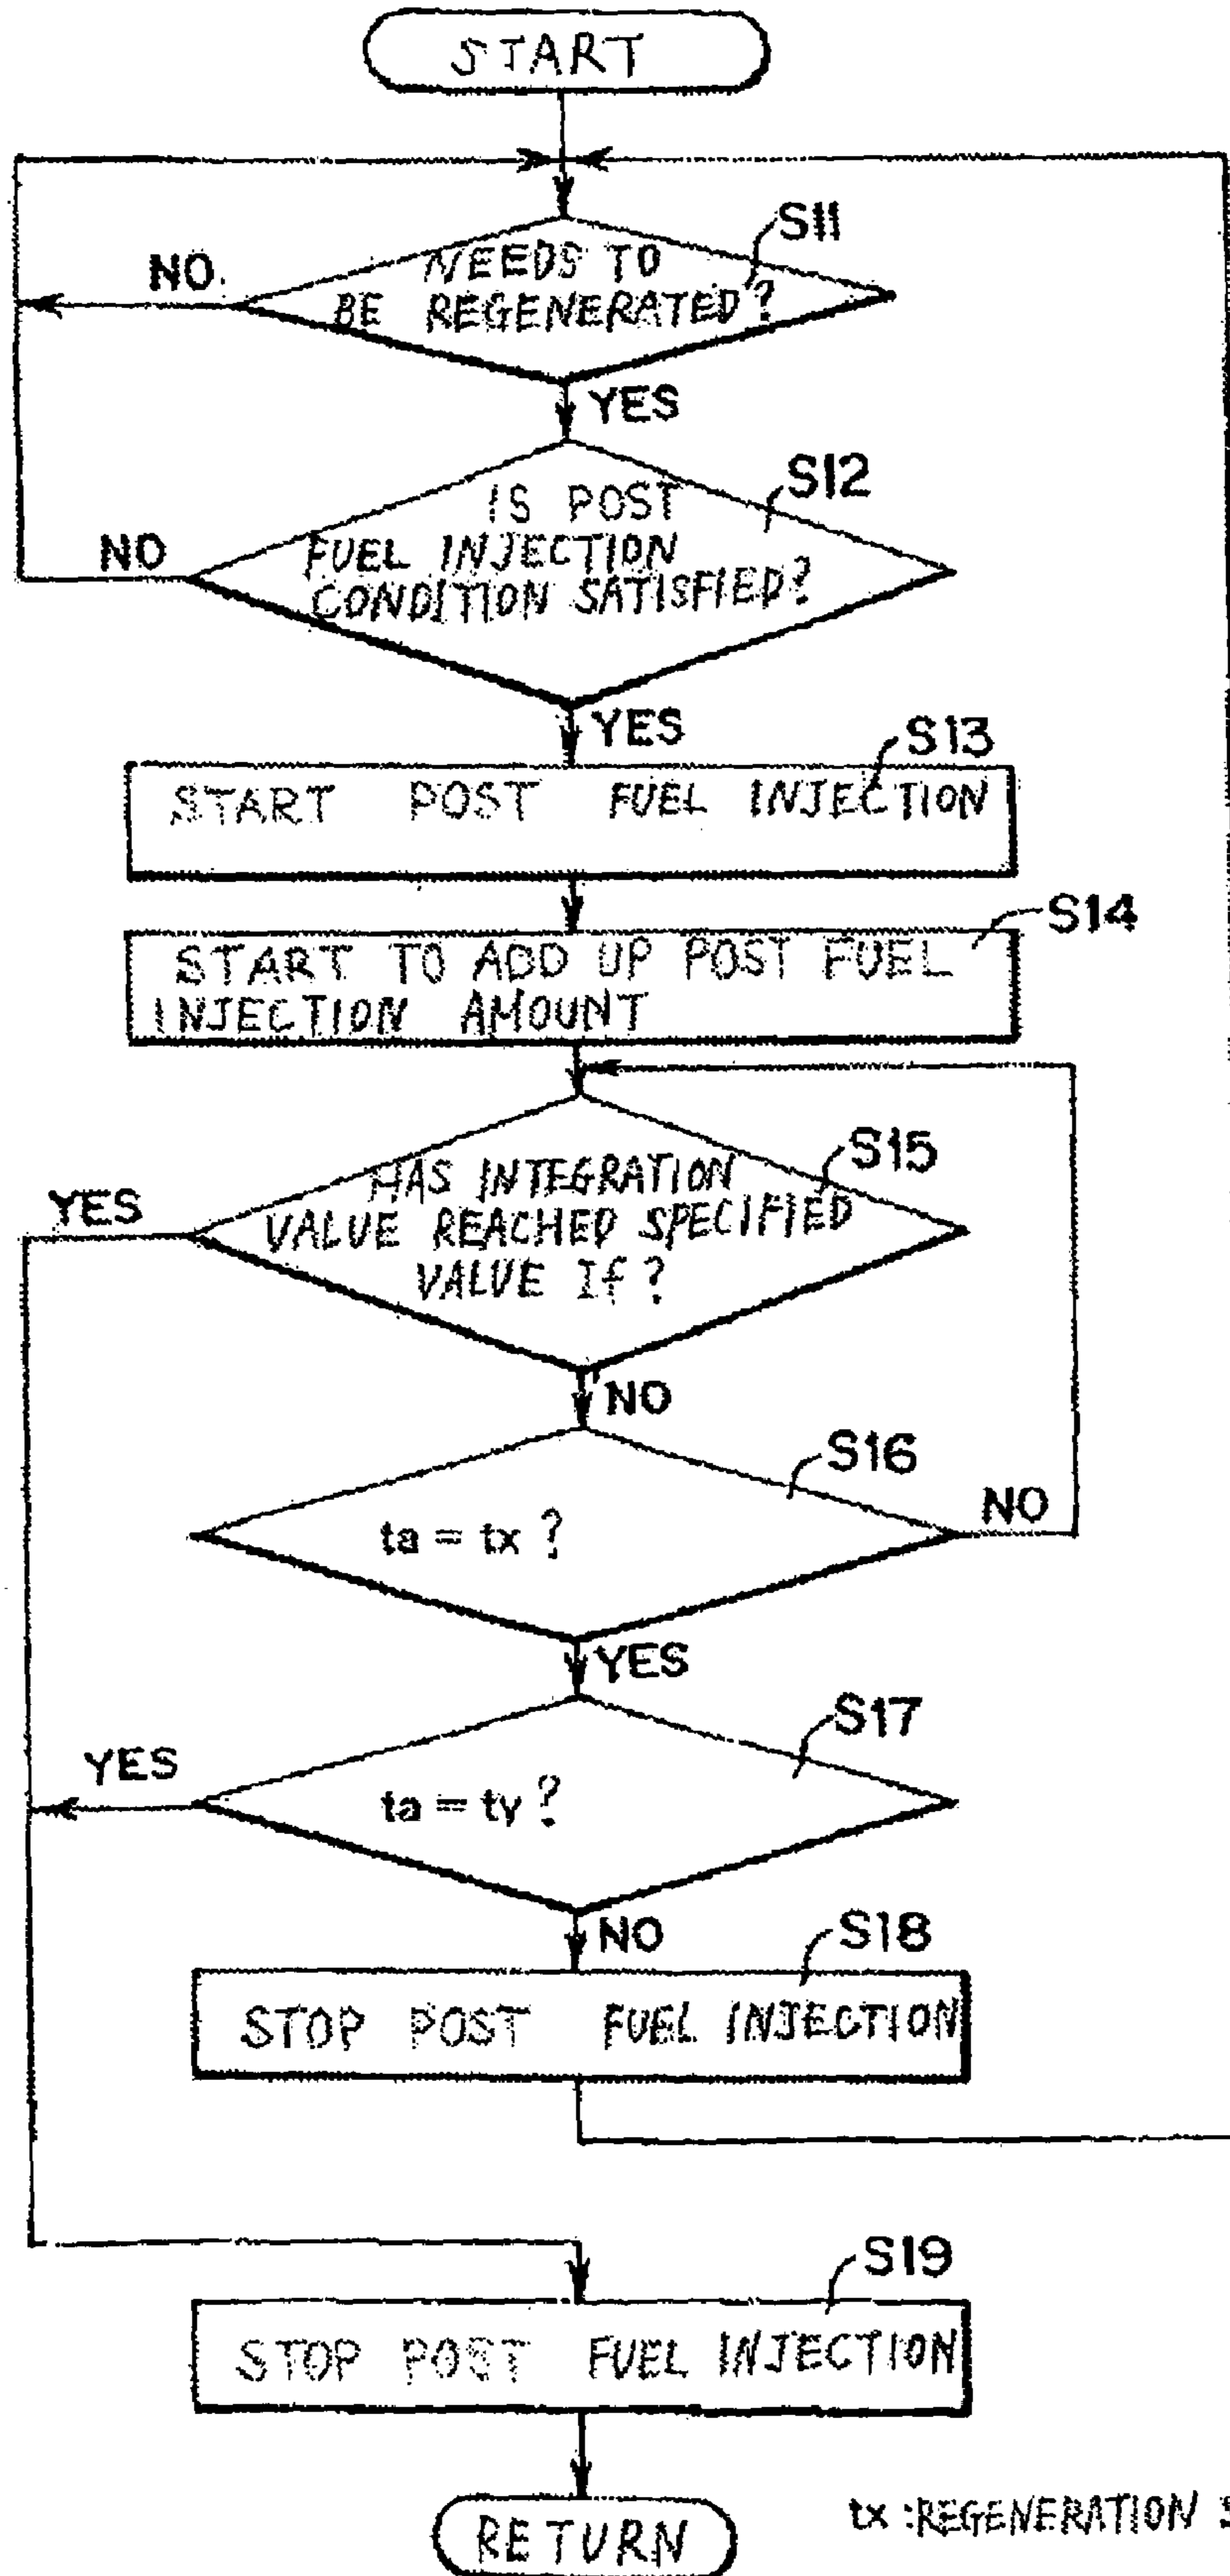 START
S11
NEEDS TO
BE REGENERATED?
NO
YES
S12
IS POST
FUEL INJECTION
CONDITION SATISFIED?
NO
YES
S13
START POST FUEL INJECTION
S14
START TO ADD UP POST FUEL
INJECTION AMOUNT
S15
HAS INTEGRATION
VALUE REACHED SPECIFIED
VALUE If?
YES
NO
S16
ta = tx?
NO
YES
S17
ta = ty?
YES
NO
S18
STOP POST FUEL INJECTION
S19
STOP POST FUEL INJECTION
RETURN
tx : REGENERATION